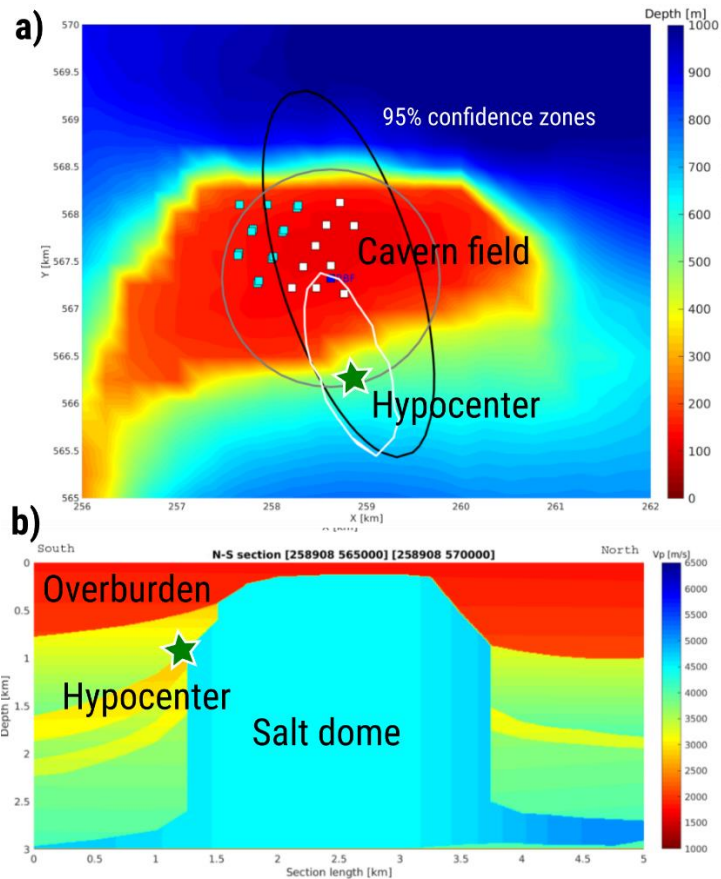 a)
Depth [m]
570
569.5
569
568.5
568
567.5
567
566.5
566
565.5
565
Y [km]
95% confidence zones
Cavern field
Hypocenter
1000
900
800
700
600
500
400
300
200
100
0
256 257 258 259 260 261 262
X [km]
b)
South
N-S section [258908 565000] [258908 570000]
North
Vp [m/s]
0
0.5
1
1.5
2
2.5
3
Depth [km]
Overburden
Hypocenter
Salt dome
6500
6000
5500
5000
4500
4000
3500
3000
2500
2000
1500
1000
0 0.5 1 1.5 2 2.5 3 3.5 4 4.5 5
Section length [km]